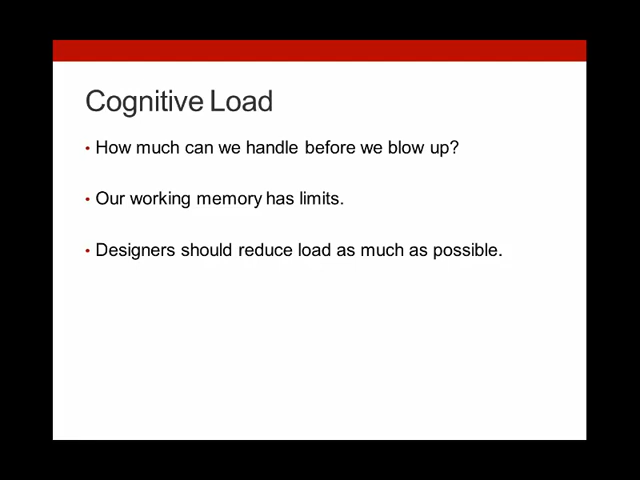 Cognitive Load
• How much can we handle before we blow up?
• Our working memory has limits.
• Designers should reduce load as much as possible.